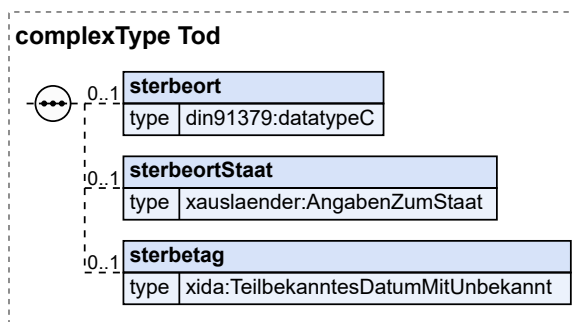 complexType Tod
0..1 sterbeort
type din91379:datatypeC
0..1 sterbeortStaat
type xauslaender:AngabenZumStaat
0..1 sterbetag
type xida:TeilbekanntesDatumMitUnbekannt